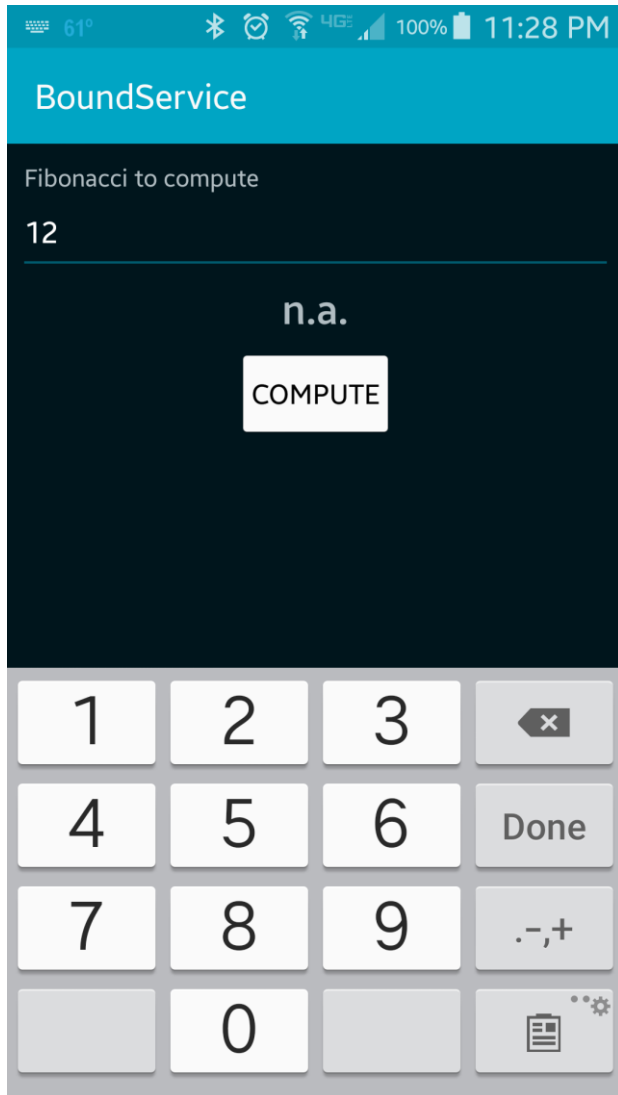 61° 4G 100% 11:28 PM
BoundService
Fibonacci to compute
12
n.a.
COMPUTE
1 2 3
4 5 6 Done
7 8 9 .-,+
0